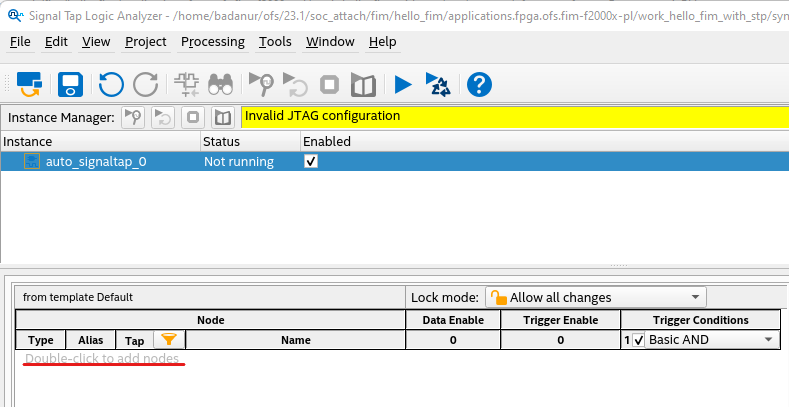 Signal Tap Logic Analyzer - /home/badanur/ofs/23.1/soc_attach/fim/hello_fim/applications.fpga.ofs.fim-f2000x-pl/work_hello_fim_with_stp/syn
File Edit View Project Processing Tools Window Help
Instance Manager: Invalid JTAG configuration
Instance Status Enabled
auto_signaltap_0 Not running
from template Default Lock mode: Allow all changes
Node Data Enable Trigger Enable Trigger Conditions
Type Alias Tap Name 0 0 1 Basic AND
Double-click to add nodes